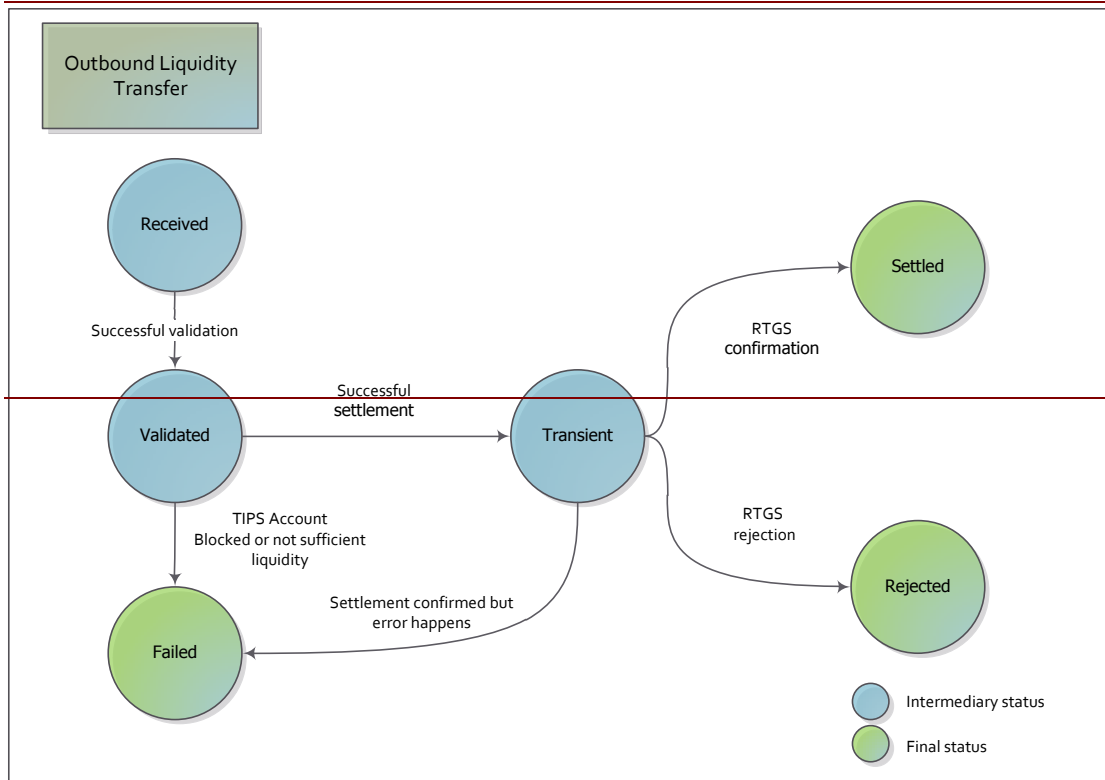 Outbound Liquidity
Transfer
Received
Settled
Successful validation
RTGS
confirmation
Successful
settlement
Validated
Transient
TIPS Account
Blocked or not sufficient
liquidity
RTGS
rejection
Rejected
Settlement confirmed but
error happens
Failed
Intermediary status
Final status